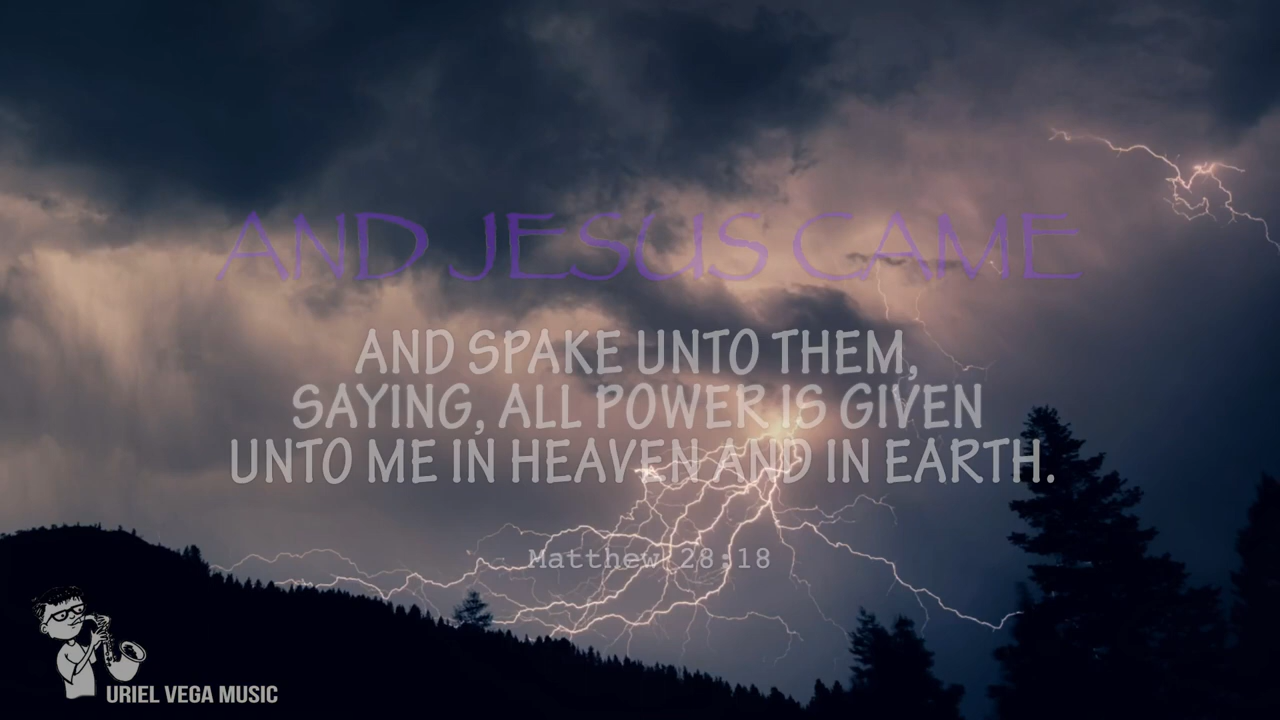 AND JESUS CAME
AND SPAKE UNTO THEM,
SAYING, ALL POWER IS GIVEN
UNTO ME IN HEAVEN AND IN EARTH.
Matthew 28:18
URIEL VEGA MUSIC